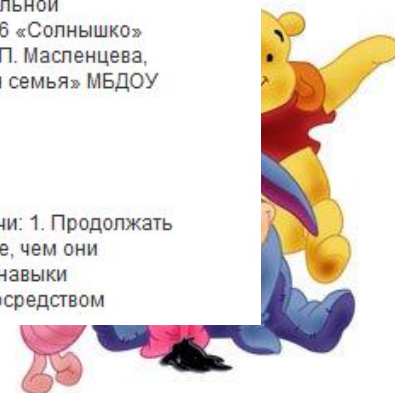 льной
6 «Солнышко»
П. Масленцева,
семья» МБДОУ
чи: 1. Продолжать
е, чем они
навыки
осредством